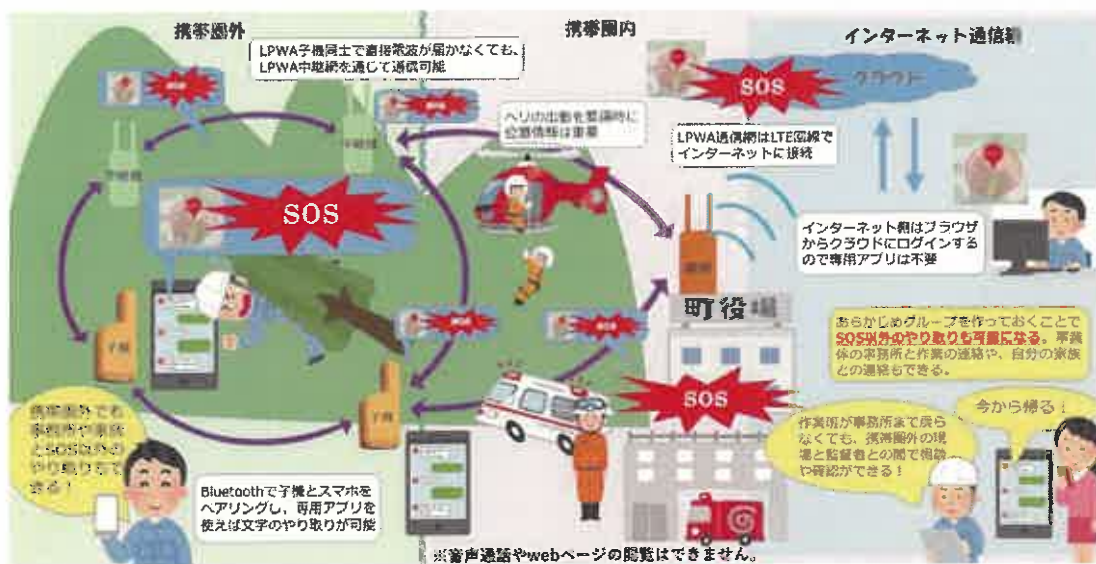 携帯圏外
携帯圏内
インターネット通信網
LPWA子機同士で直接電波が届かなくても、
LPWA中継機を通じて通信可能
SOS
クラウド
SOS
ヘリの出動を要請時に
位置情報は重要
LPWA通信網はLTE回線で
インターネットに接続
中継機
中継機
SOS
SOS
インターネット側はブラウザ
からクラウドにログインする
ので専用アプリは不要
町役場
子機
SOS
SOS
子機
SOS
あらかじめグループを作っておくことで
SOS以外のやり取りも可能になる。事業
体の事務所と作業の連絡や、自分の家族
との連絡もできる。
携帯圏外でも
とSOS以外の
やり取りがで
きる!
今から帰る!
作業班が事務所まで戻ら
なくても、携帯圏外の現
場と監督者との間で相談
や確認ができる!
Bluetoothで子機とスマホを
ペアリングし、専用アプリを
使えば文字のやり取りが可能
※音声通話やwebページの閲覧はできません。